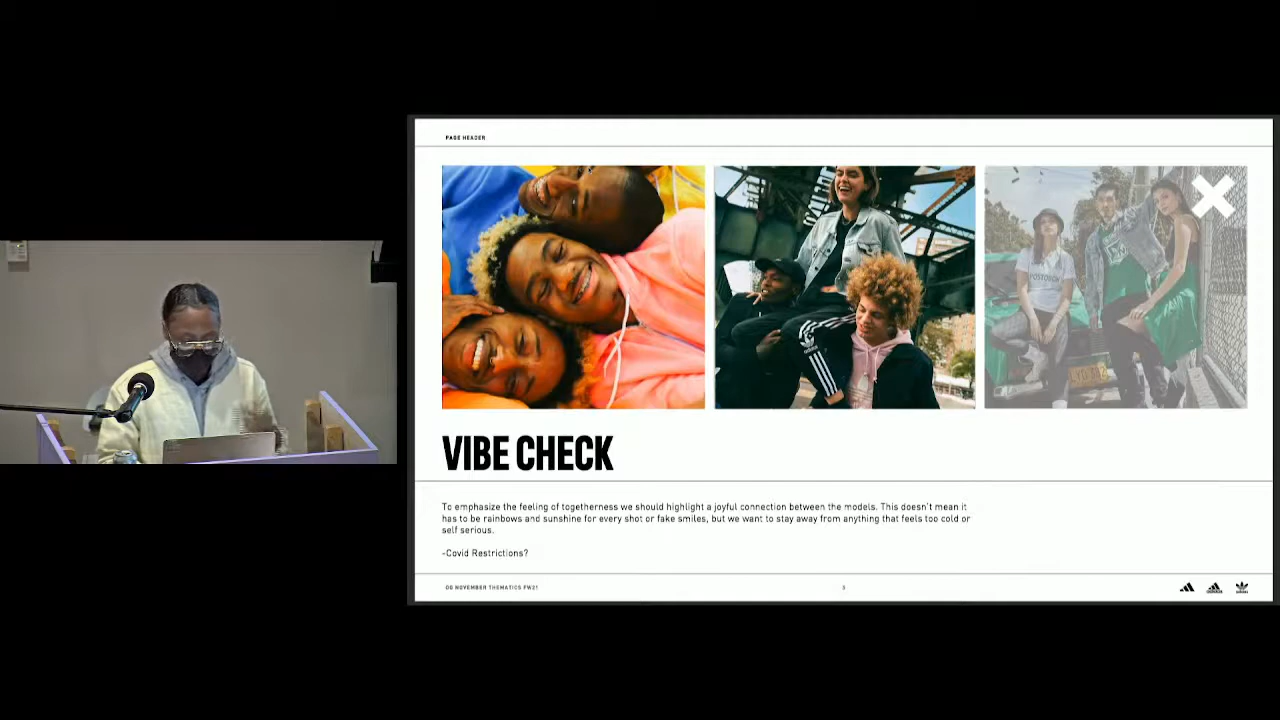 PAGE HEADER
VIBE CHECK
To emphasize the feeling of togetherness we should highlight a joyful connection between the models. This doesn't mean it
has to be rainbows and sunshine for every shot or fake smiles, but we want to stay away from anything that feels too cold or
self serious.
-Covid Restrictions?
OG NOVEMBER THEMATICS FW21
3